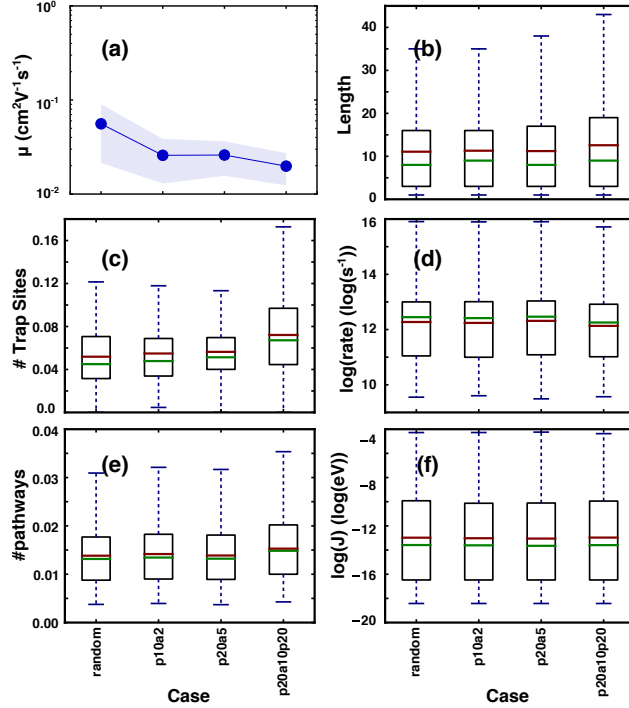 (a)
μ (cm²V⁻¹s⁻¹)
10⁰
10⁻¹
10⁻²
(b)
Length
40
30
20
10
0
(c)
# Trap Sites
0.16
0.12
0.08
0.04
0.0
(d)
log(rate) (log(s⁻¹))
16
14
12
10
(e)
#pathways
0.04
0.03
0.02
0.01
0.00
random
p10a2
p20a5
p20a10p20
Case
(f)
log(J) (log(eV))
−4
−8
−12
−16
−20
random
p10a2
p20a5
p20a10p20
Case